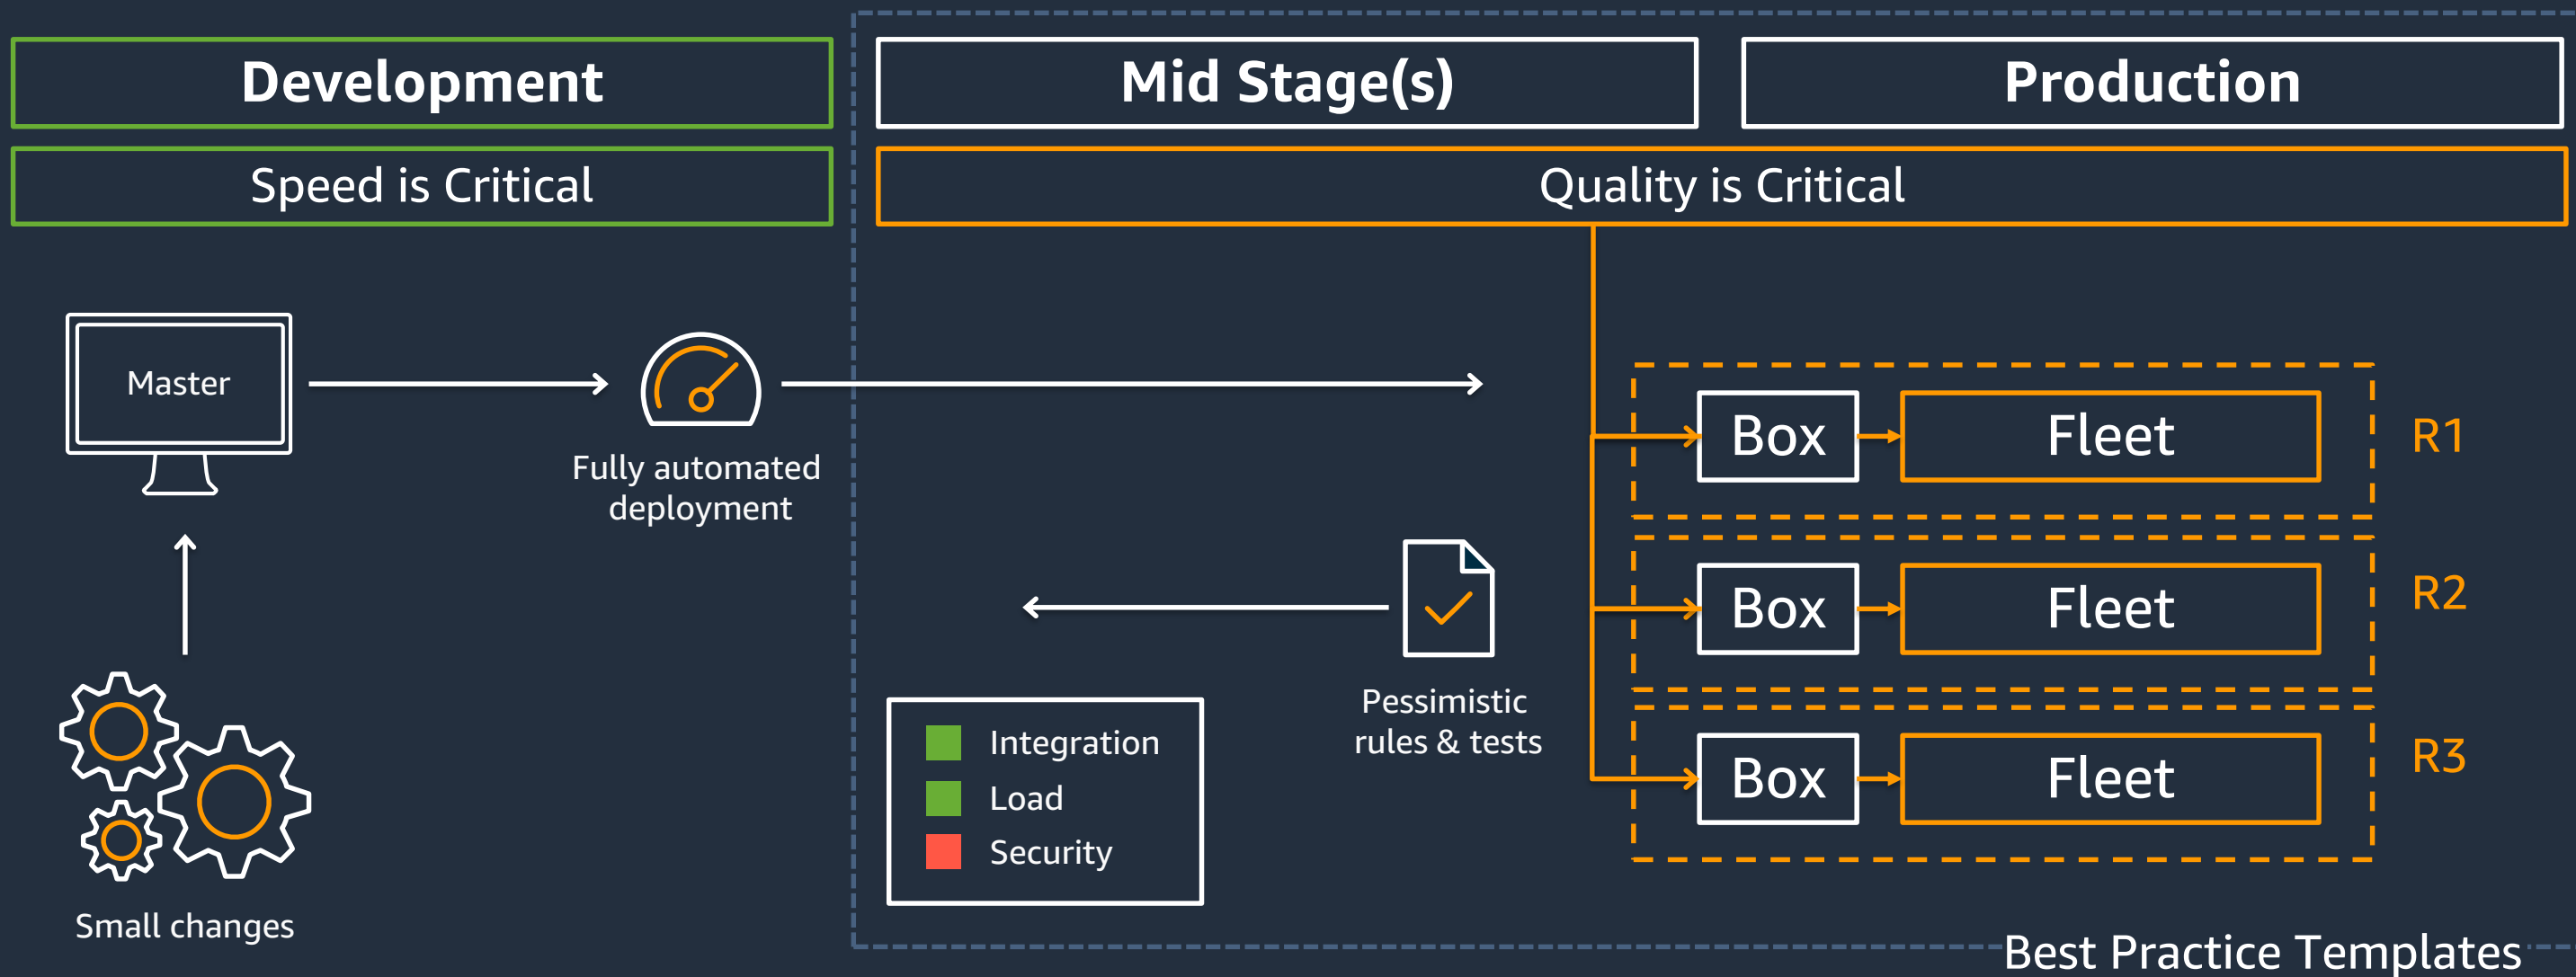 Development
Mid Stage(s)
Production
Speed is Critical
Quality is Critical
Master
Fully automated
deployment
Small changes
Integration
Load
Security
Pessimistic
rules & tests
Box
Fleet
R1
Box
Fleet
R2
Box
Fleet
R3
Best Practice Templates